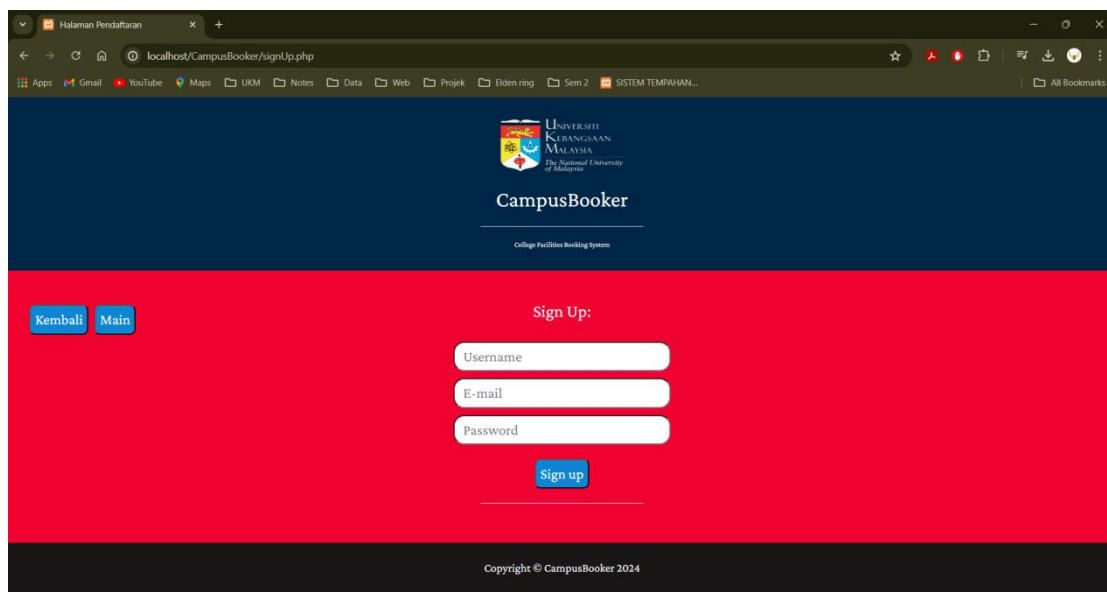 Halaman Pendaftaran
localhost/CampusBooker/signUp.php
Apps Gmail YouTube Maps UKM Notes Data Web Projek Elden ring Sem 2 SISTEM TEMPAHAN... All Bookmarks
UNIVERSITI
KEBANGSAAN
MALAYSIA
The National University
of Malaysia
CampusBooker
College Facilities Booking System
Kembali Main
Sign Up:
Username
E-mail
Password
Sign up
Copyright © CampusBooker 2024